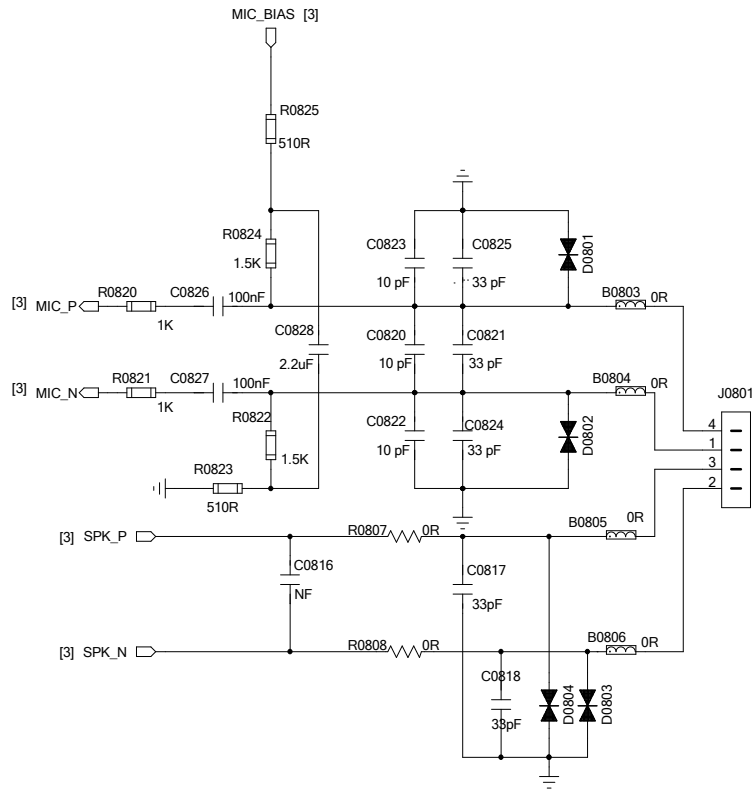 MIC_BIAS [3]
R0825
510R
R0824
1.5K
C0823
10 pF
C0825
33 pF
D0801
B0803 0R
[3] MIC_P
R0820
1K
C0826
100nF
C0828
2.2uF
C0820
10 pF
C0821
33 pF
[3] MIC_N
R0821
1K
C0827
100nF
B0804
0R
J0801
R0822
1.5K
C0822
10 pF
C0824
33 pF
D0802
4
1
3
2
R0823
510R
[3] SPK_P
R0807 0R
B0805
0R
C0816
NF
C0817
33pF
[3] SPK_N
R0808 0R
B0806
0R
C0818
33pF
D0804
D0803